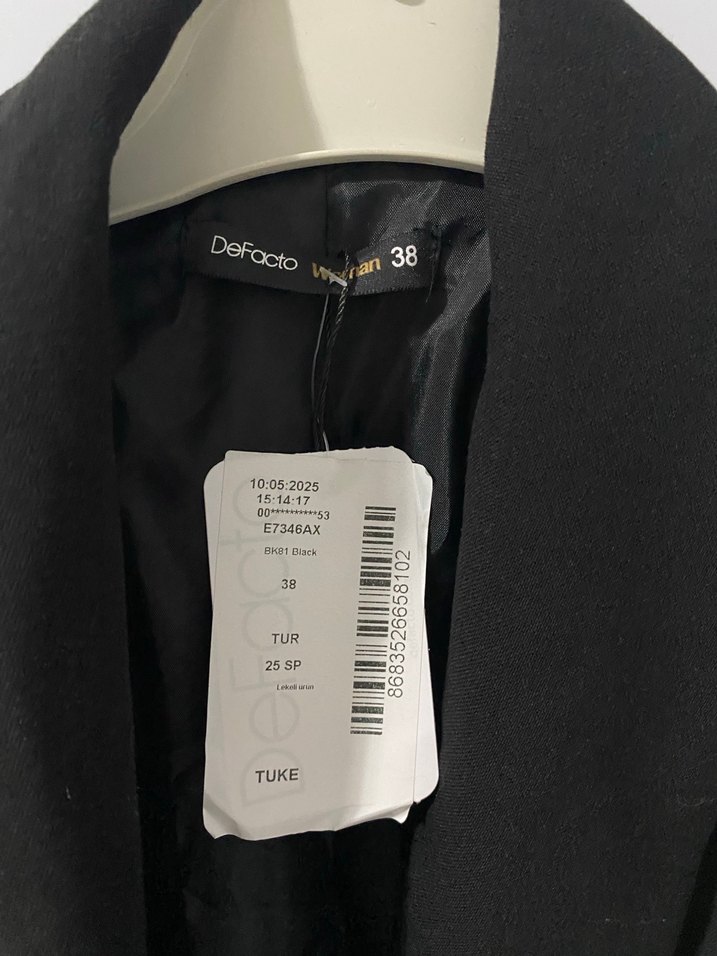 DeFacto Woman 38
10:05:2025
15:14:17
00**********53
E7346AX
BK81 Black
38
TUR
25 SP
Lekeli urun
TUKE
8683526658102
DeFacto